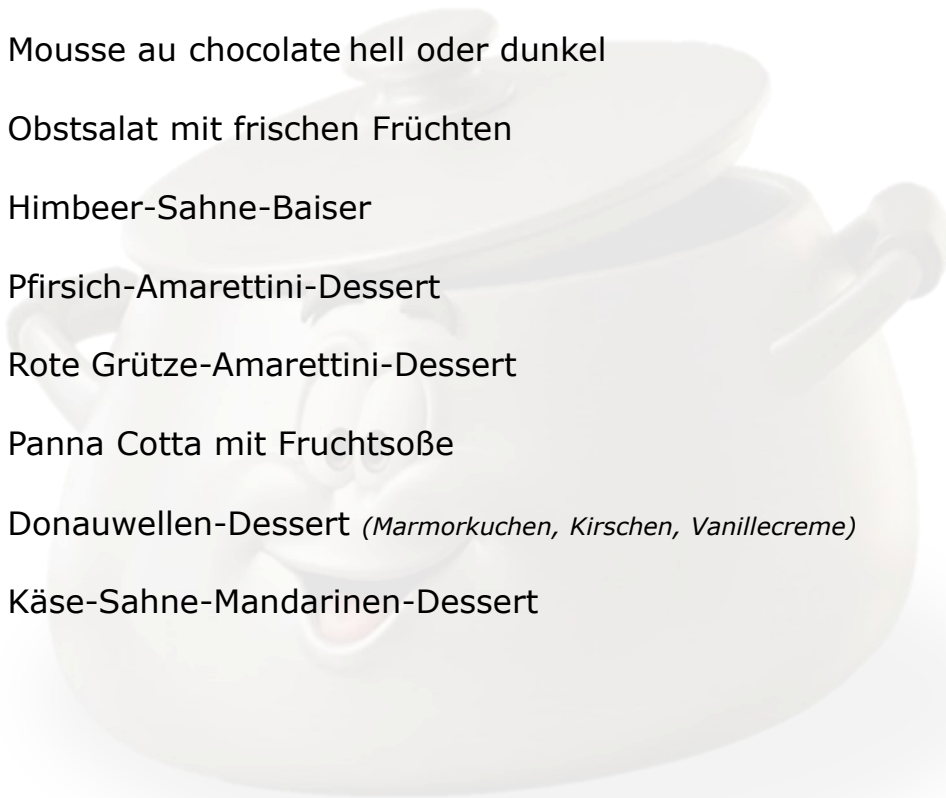 Mousse au chocolate hell oder dunkel
Obstsalat mit frischen Früchten
Himbeer-Sahne-Baiser
Pfirsich-Amarettini-Dessert
Rote Grütze-Amarettini-Dessert
Panna Cotta mit Fruchtsoße
Donauwellen-Dessert (Marmorkuchen, Kirschen, Vanillecreme)
Käse-Sahne-Mandarinen-Dessert